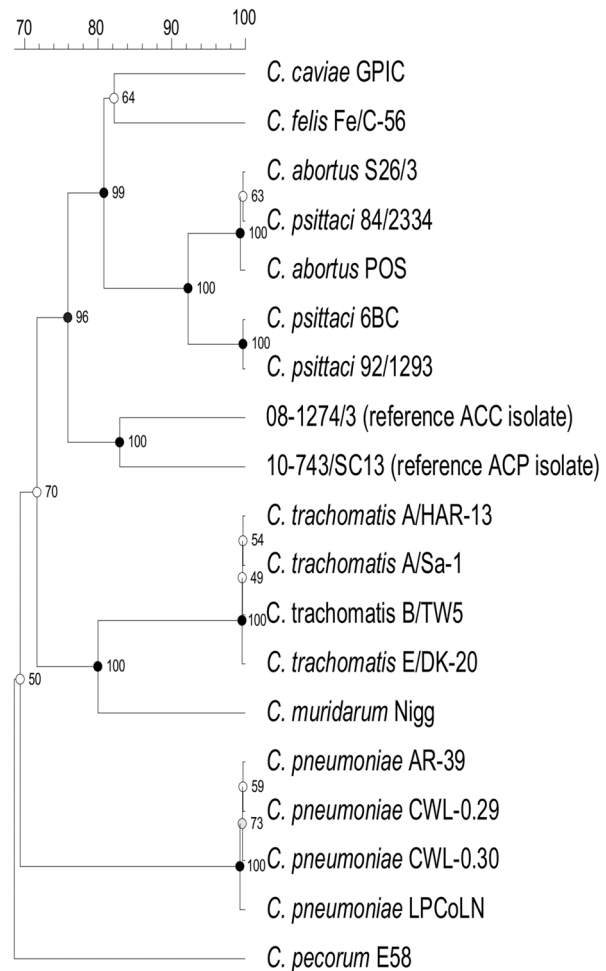 70 80 90 100
C. caviae GPIC
64
C. felis Fe/C-56
C. abortus S26/3
63
99
C. psittaci 84/2334
100
C. abortus POS
100
C. psittaci 6BC
96
100
C. psittaci 92/1293
08-1274/3 (reference ACC isolate)
100
10-743/SC13 (reference ACP isolate)
70
C. trachomatis A/HAR-13
54
C. trachomatis A/Sa-1
49
C. trachomatis B/TW5
100
C. trachomatis E/DK-20
100
50
C. muridarum Nigg
C. pneumoniae AR-39
59
C. pneumoniae CWL-0.29
73
C. pneumoniae CWL-0.30
100
C. pneumoniae LPCoLN
C. pecorum E58